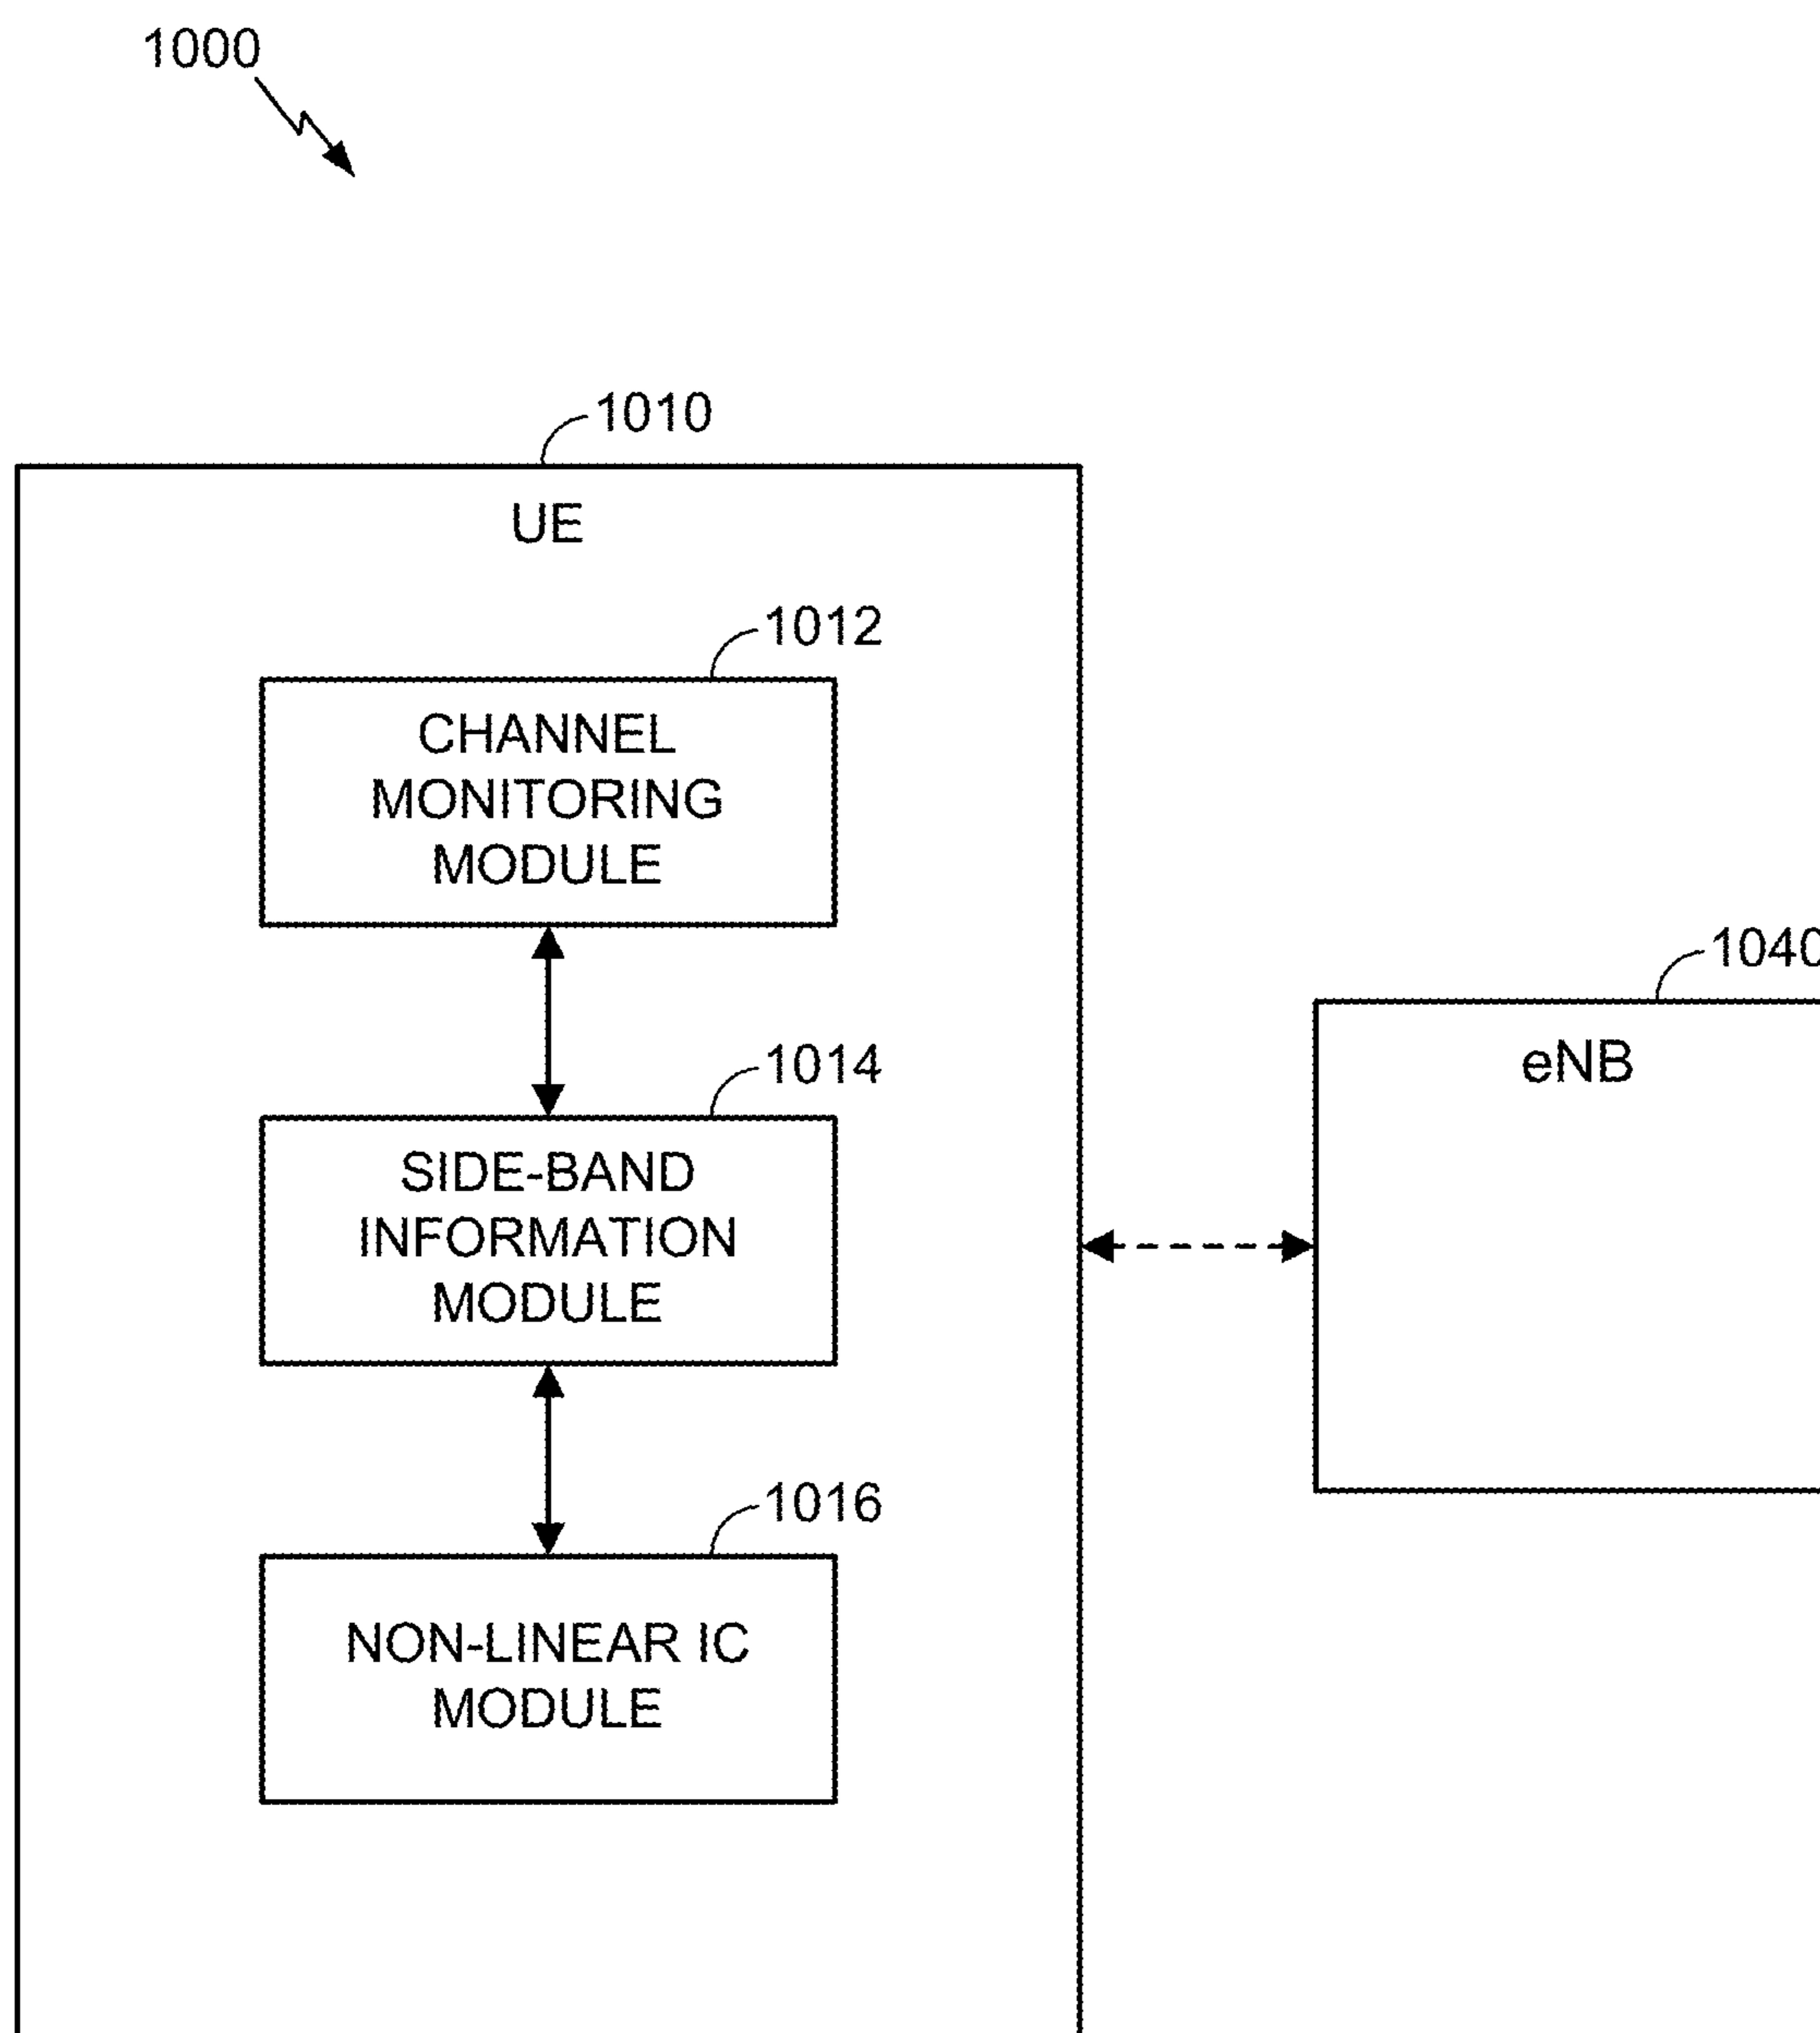 1000
1010
UE
1012
CHANNEL
MONITORING
MODULE
1040
eNB
1014
SIDE-BAND
INFORMATION
MODULE
1016
NON-LINEAR IC
MODULE